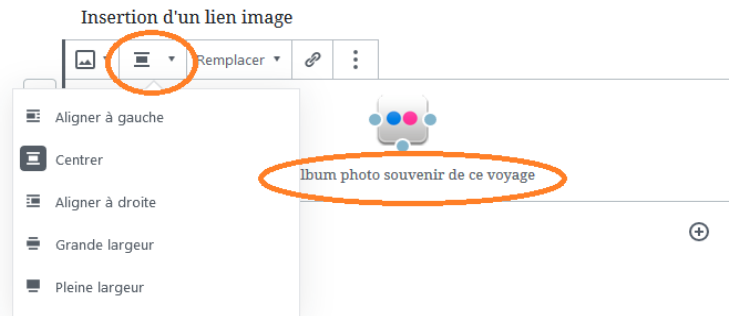 Insertion d'un lien image
Remplacer
Aligner à gauche
Centrer
lbum photo souvenir de ce voyage
Aligner à droite
Grande largeur
Pleine largeur